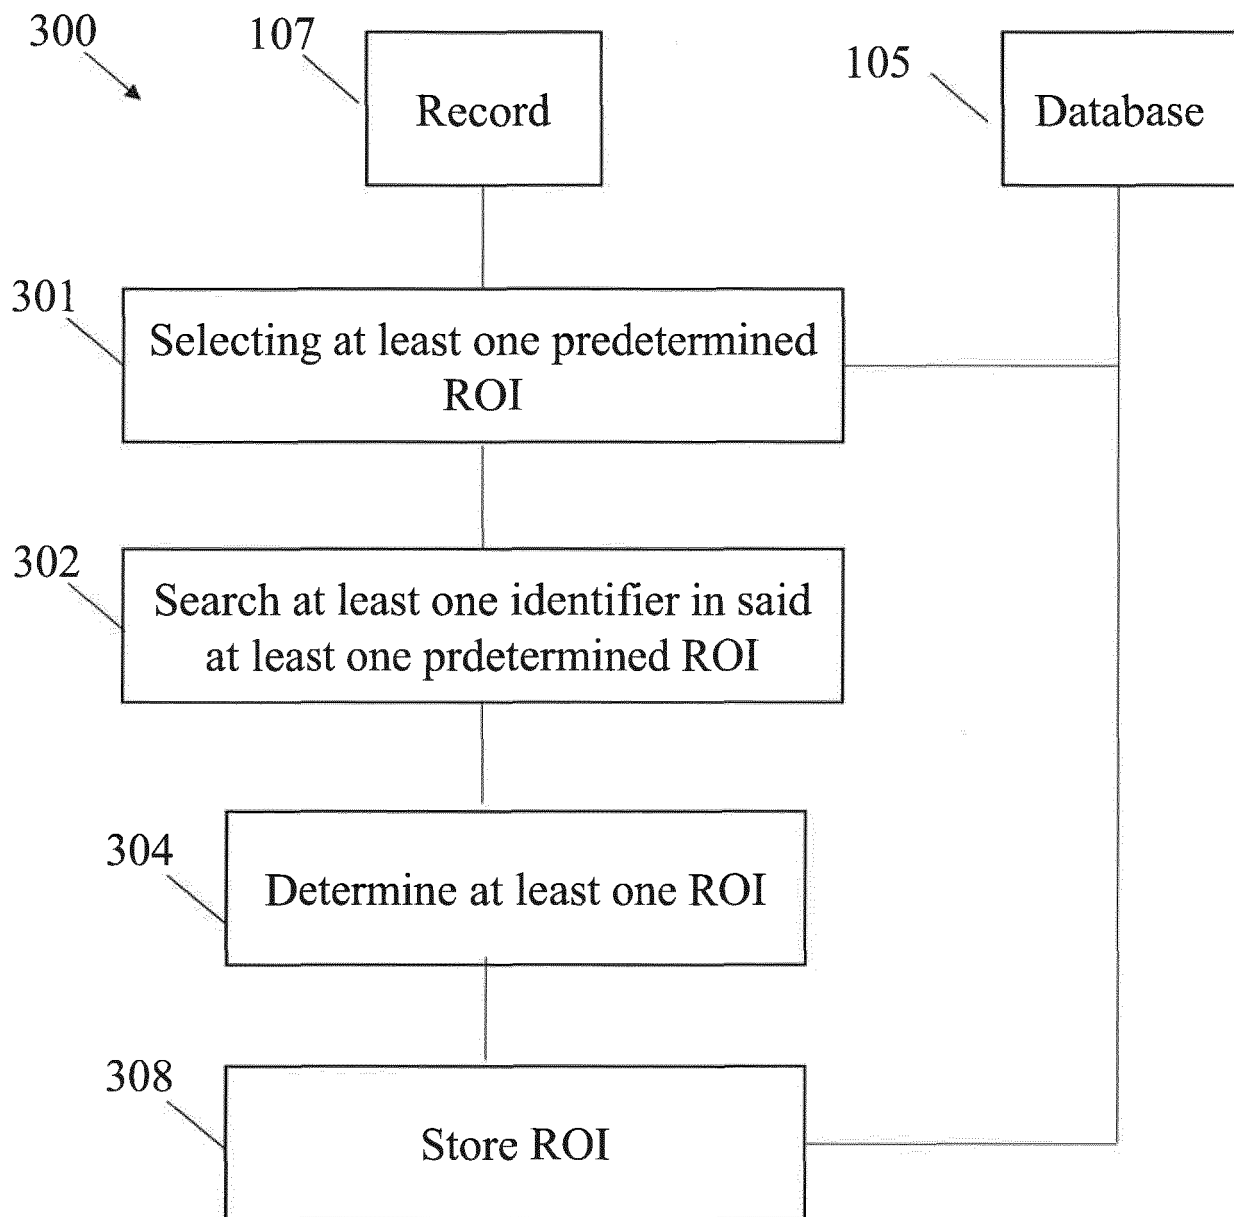 300
107
Record
105
Database
301
Selecting at least one predetermined
ROI
302
Search at least one identifier in said
at least one prdetermined ROI
304
Determine at least one ROI
308
Store ROI